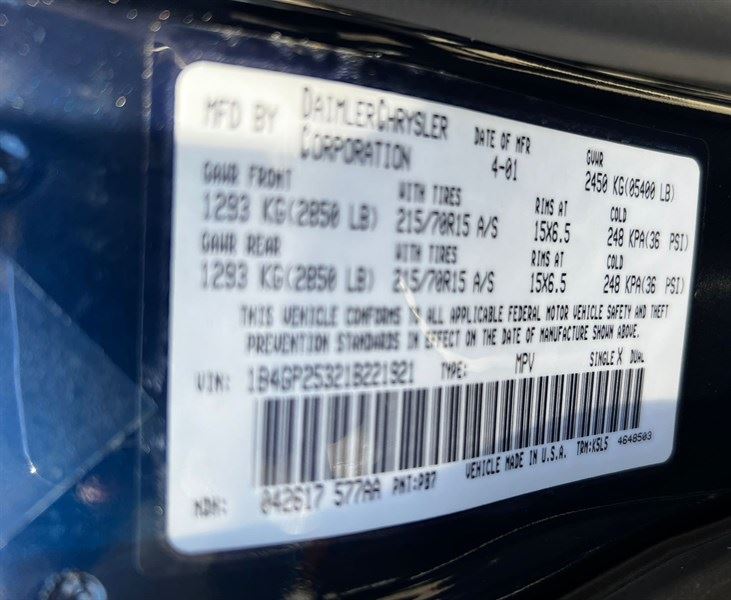 MFD BY DAIMLERCHRYSLER CORPORATION DATE OF MFR 4-01 GVWR 2450 KG(05400 LB)
GAWR FRONT WITH TIRES RIMS AT COLD
1293 KG(2850 LB) 215/70R15 A/S 15X6.5 248 KPA(36 PSI)
GAWR REAR WITH TIRES RIMS AT COLD
1293 KG(2850 LB) 215/70R15 A/S 15X6.5 248 KPA(36 PSI)
THIS VEHICLE CONFORMS TO ALL APPLICABLE FEDERAL MOTOR VEHICLE SAFETY AND THEFT
PREVENTION STANDARDS IN EFFECT ON THE DATE OF MANUFACTURE SHOWN ABOVE.
VIN: 1B4GP25321B221921 TYPE: MPV SINGLE X DUAL
MDH: 042617 577AA PNT:PB7 VEHICLE MADE IN U.S.A. TRM:K5L5 4648503